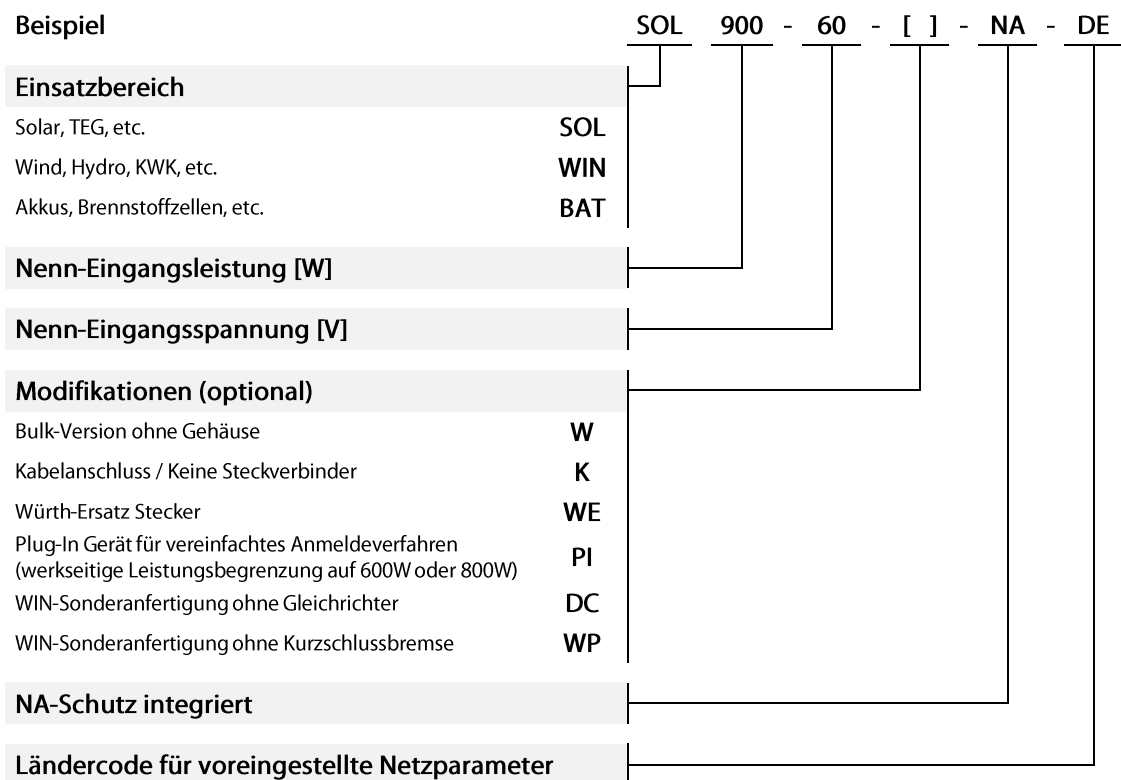 Beispiel SOL 900 - 60 - [ ] - NA - DE
Einsatzbereich
Solar, TEG, etc. SOL
Wind, Hydro, KWK, etc. WIN
Akkus, Brennstoffzellen, etc. BAT
Nenn-Eingangsleistung [W]
Nenn-Eingangsspannung [V]
Modifikationen (optional)
Bulk-Version ohne Gehäuse W
Kabelanschluss / Keine Steckverbinder K
Würth-Ersatz Stecker WE
Plug-In Gerät für vereinfachtes Anmeldeverfahren
(werkseitige Leistungsbegrenzung auf 600W oder 800W) PI
WIN-Sonderanfertigung ohne Gleichrichter DC
WIN-Sonderanfertigung ohne Kurzschlussbremse WP
NA-Schutz integriert
Ländercode für voreingestellte Netzparameter